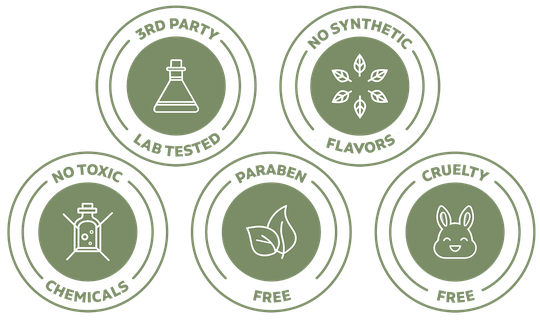 3RD PARTY
LAB TESTED
NO SYNTHETIC
FLAVORS
NO TOXIC
CHEMICALS
PARABEN
FREE
CRUELTY
FREE